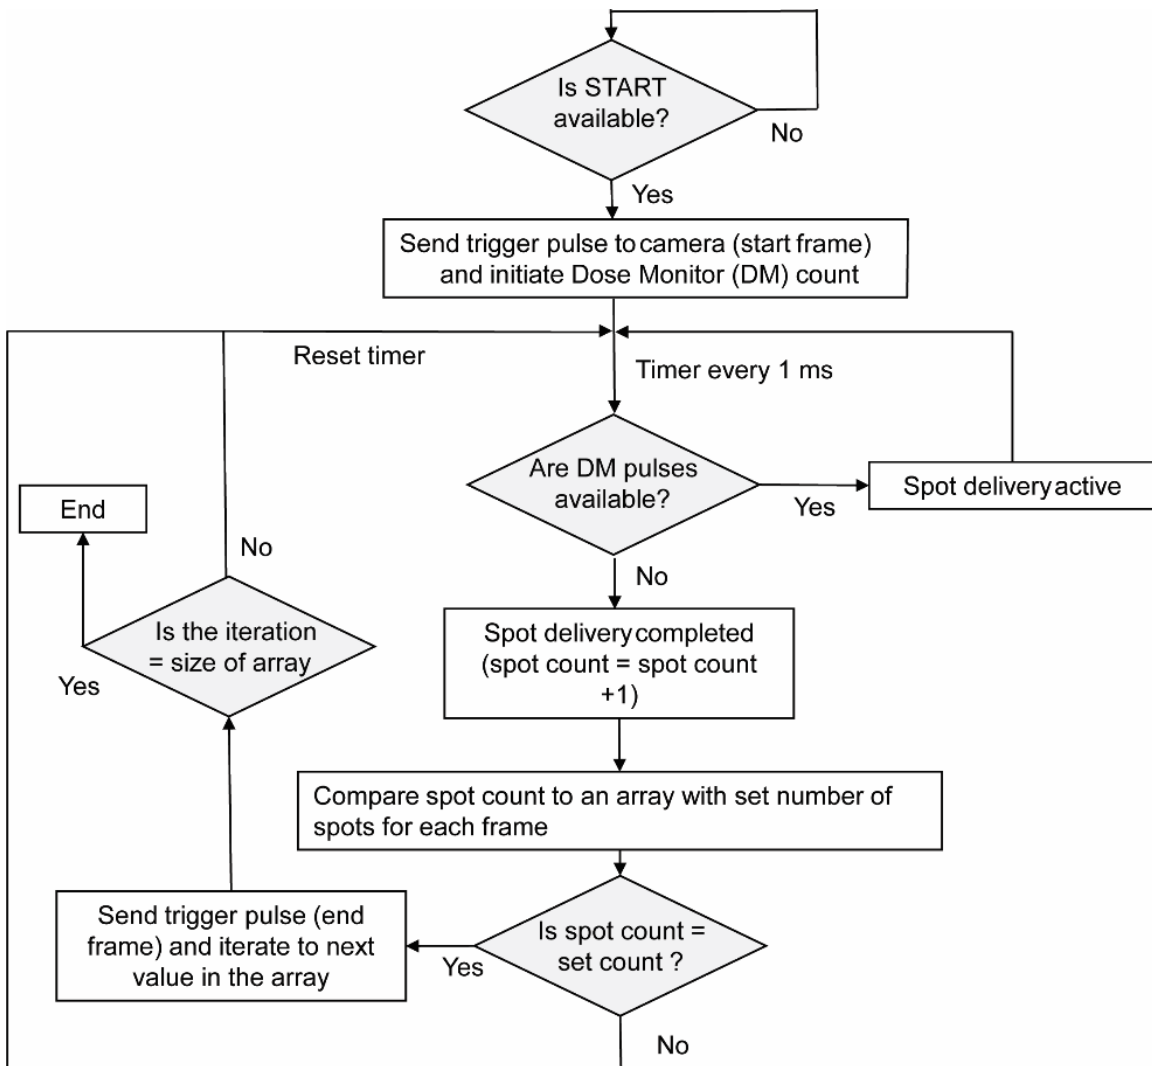 Is START
available?
No
Yes
Send trigger pulse to camera (start frame)
and initiate Dose Monitor (DM) count
Reset timer
Timer every 1 ms
Are DM pulses
available?
Yes
Spot delivery active
End
No
No
Is the iteration
= size of array
Yes
Spot delivery completed
(spot count = spot count
+1)
Compare spot count to an array with set number of
spots for each frame
Send trigger pulse (end
frame) and iterate to next
value in the array
Yes
Is spot count =
set count ?
No